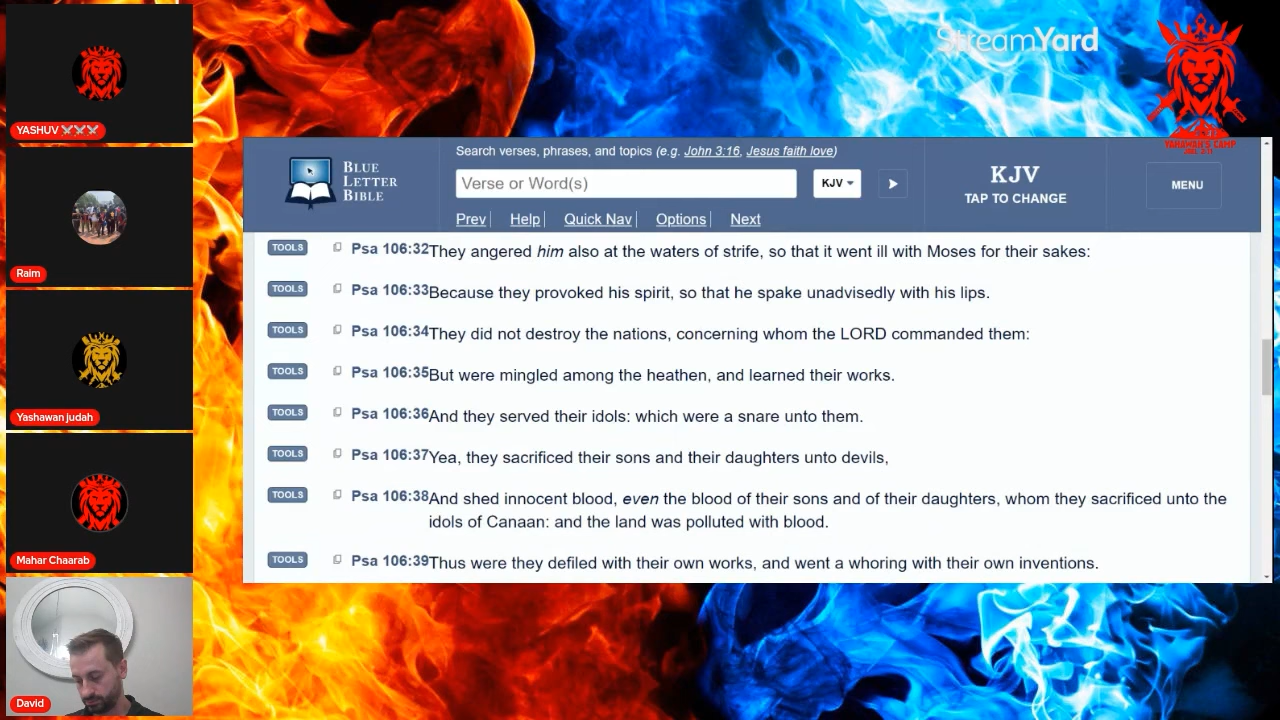 StreamYard
YASHUV
Raim
Yashawan judah
Mahar Chaarab
David
YAHAWAH'S CAMP
BLUE
LETTER
BIBLE
Search verses, phrases, and topics (e.g. John 3:16, Jesus faith love)
Verse or Word(s)
KJV
Prev | Help | Quick Nav | Options | Next
KJV
TAP TO CHANGE
MENU
TOOLS Psa 106:32 They angered him also at the waters of strife, so that it went ill with Moses for their sakes:
TOOLS Psa 106:33 Because they provoked his spirit, so that he spake unadvisedly with his lips.
TOOLS Psa 106:34 They did not destroy the nations, concerning whom the LORD commanded them:
TOOLS Psa 106:35 But were mingled among the heathen, and learned their works.
TOOLS Psa 106:36 And they served their idols: which were a snare unto them.
TOOLS Psa 106:37 Yea, they sacrificed their sons and their daughters unto devils,
TOOLS Psa 106:38 And shed innocent blood, even the blood of their sons and of their daughters, whom they sacrificed unto the
idols of Canaan: and the land was polluted with blood.
TOOLS Psa 106:39 Thus were they defiled with their own works, and went a whoring with their own inventions.